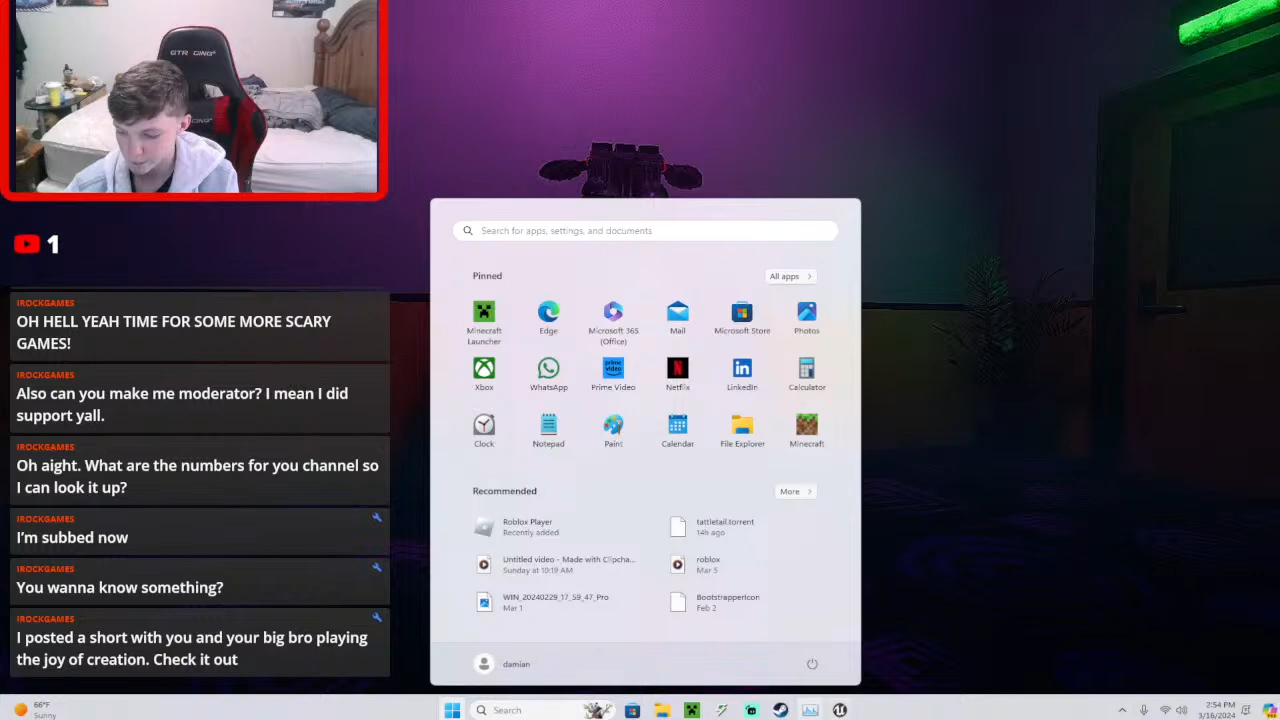 GTRACING
GTRACING
1
IROCKGAMES
OH HELL YEAH TIME FOR SOME MORE SCARY
GAMES!
IROCKGAMES
Also can you make me moderator? I mean I did
support yall.
IROCKGAMES
Oh aight. What are the numbers for you channel so
I can look it up?
IROCKGAMES
I'm subbed now
IROCKGAMES
You wanna know something?
IROCKGAMES
I posted a short with you and your big bro playing
the joy of creation. Check it out
Search for apps, settings, and documents
Pinned
All apps
Minecraft
Launcher
Edge
Microsoft 365
(Office)
Mail
Microsoft Store
Photos
Xbox
WhatsApp
prime
video
Prime Video
Netflix
LinkedIn
Calculator
Clock
Notepad
Paint
Calendar
File Explorer
Minecraft
Recommended
More
Roblox Player
Recently added
tattletail.torrent
14h ago
Untitled video - Made with Clipcha...
Sunday at 10:19 AM
roblox
Mar 5
WIN_20240229_17_59_47_Pro
Mar 1
BootstrapperIcon
Feb 2
damian
66°F
Sunny
Search
2:54 PM
3/16/2024